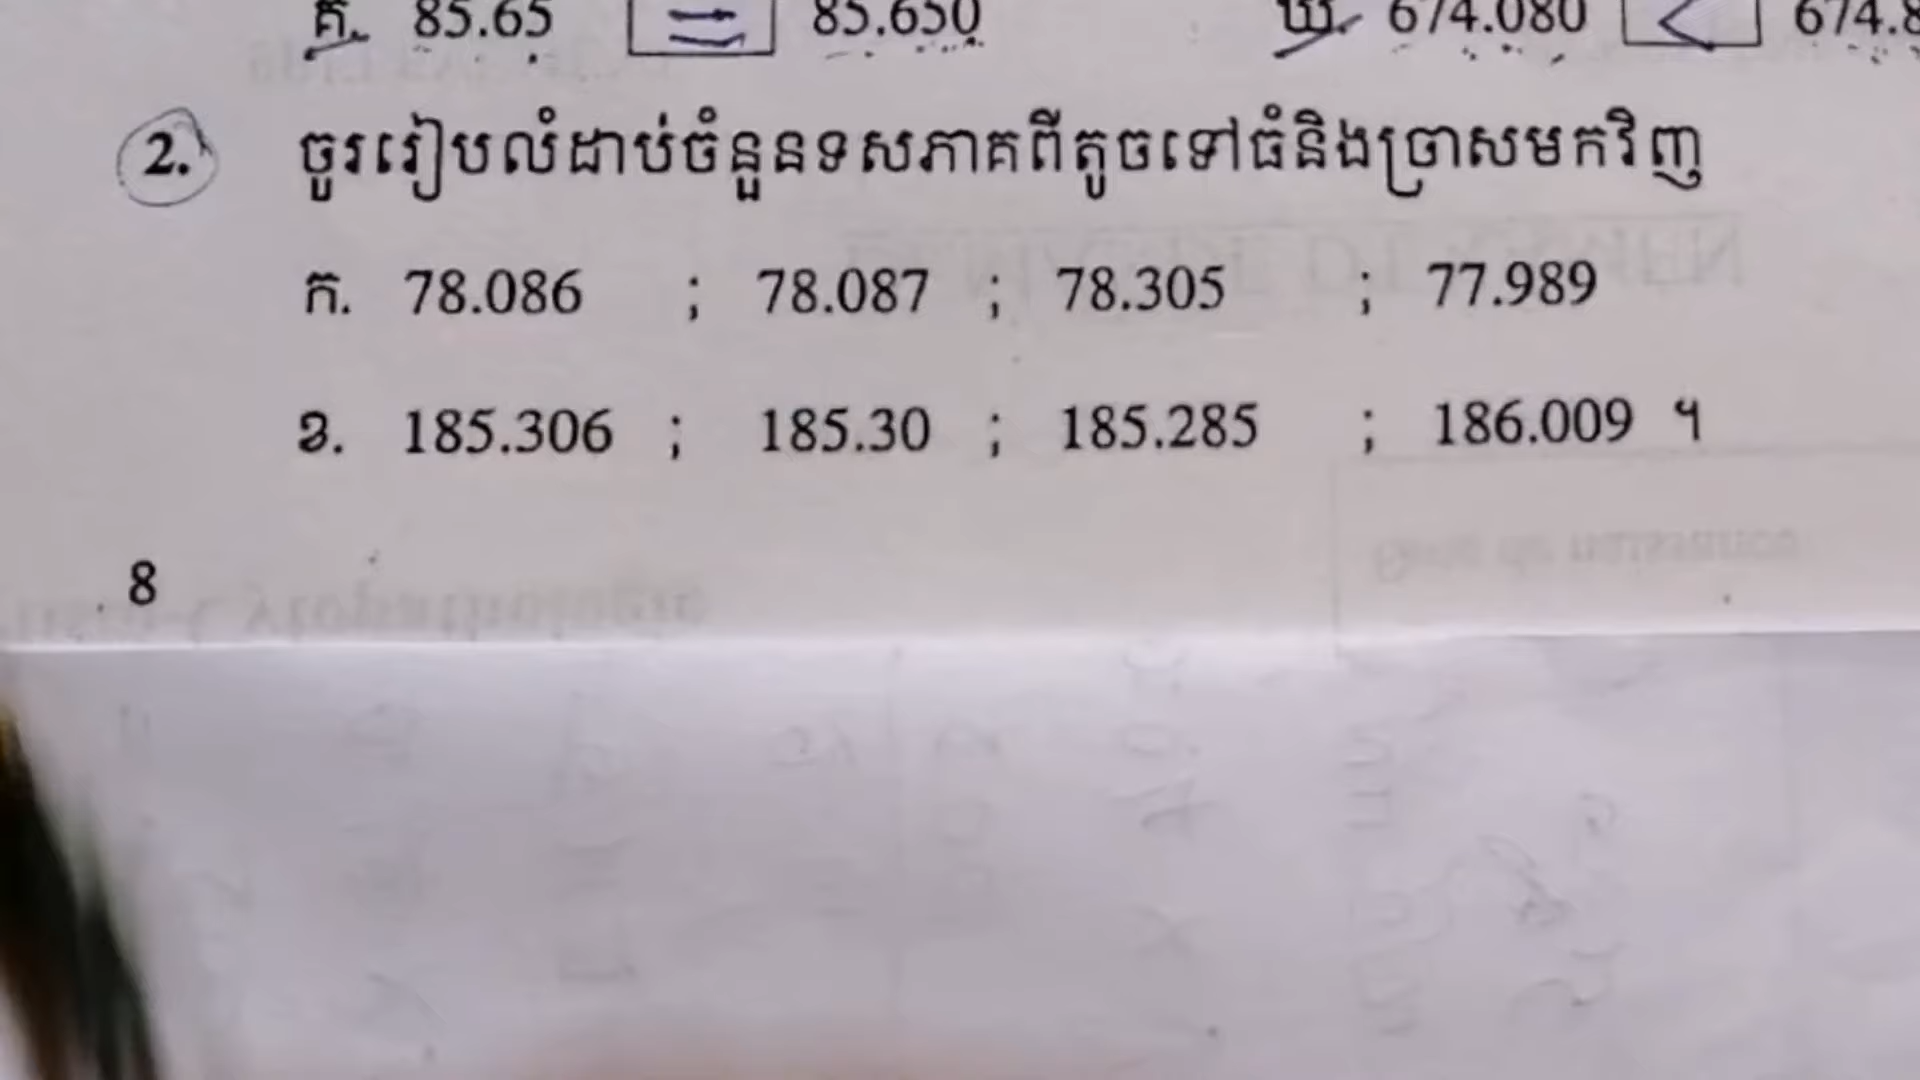 គ. 85.65 = 85.650 ឃ. 674.080 < 674.8
2. ចូររៀបលំដាប់ចំនួនទសភាគពីតូចទៅធំនិងច្រាសមកវិញ
ក. 78.086 ; 78.087 ; 78.305 ; 77.989
ខ. 185.306 ; 185.30 ; 185.285 ; 186.009 ។
8